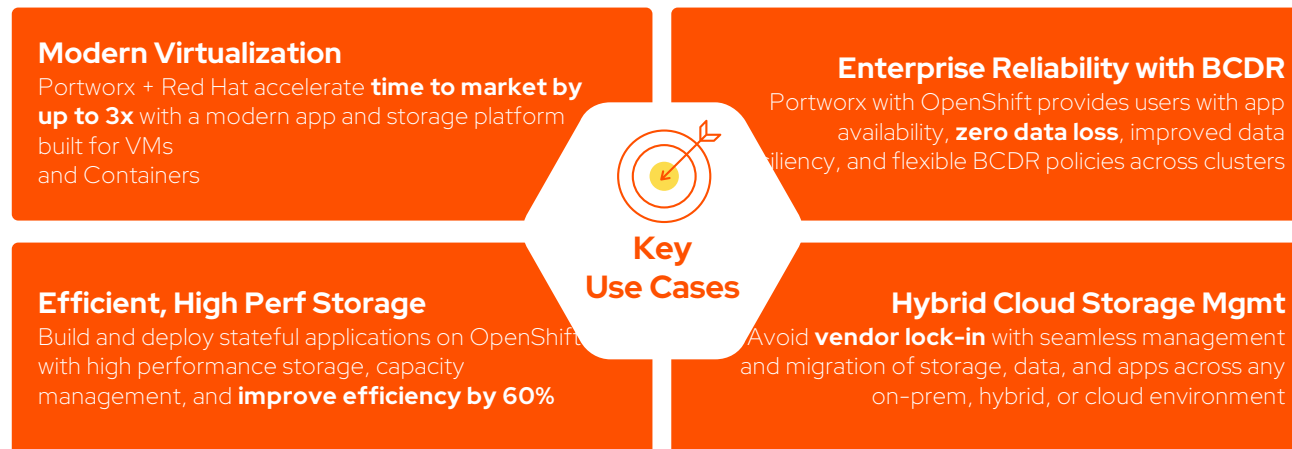 Modern Virtualization
Portworx + Red Hat accelerate time to market by
up to 3x with a modern app and storage platform
built for VMs
and Containers
Enterprise Reliability with BCDR
Portworx with OpenShift provides users with app
availability, zero data loss, improved data
iliency, and flexible BCDR policies across clusters
Key
Use Cases
Efficient, High Perf Storage
Build and deploy stateful applications on OpenShift
with high performance storage, capacity
management, and improve efficiency by 60%
Hybrid Cloud Storage Mgmt
Avoid vendor lock-in with seamless management
and migration of storage, data, and apps across any
on-prem, hybrid, or cloud environment